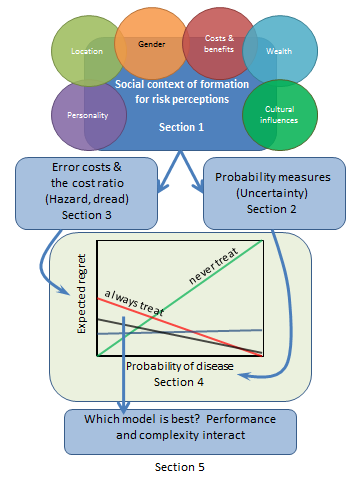 Location
Gender
Costs &
benefits
Wealth
Personality
Social context of formation
for risk perceptions
Section 1
Cultural
influences
Error costs &
the cost ratio
(Hazard, dread)
Section 3
Probability measures
(Uncertainty)
Section 2
Expected regret
always treat
never treat
Probability of disease
Section 4
Which model is best? Performance
and complexity interact
Section 5